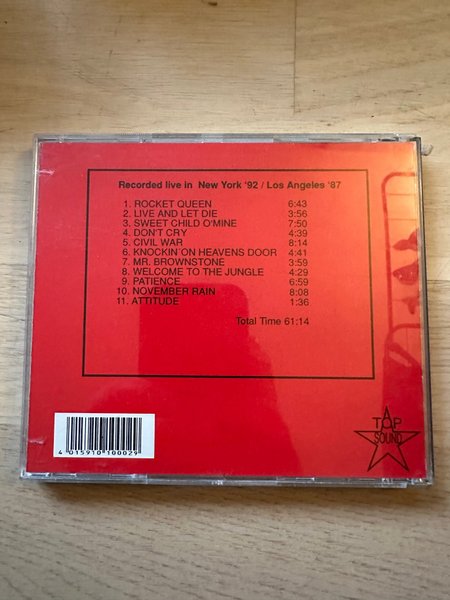 Recorded live in New York '92 / Los Angeles '87
1. ROCKET QUEEN 6:43
2. LIVE AND LET DIE 3:56
3. SWEET CHILD O'MINE 7:50
4. DON'T CRY 4:39
5. CIVIL WAR 8:14
6. KNOCKIN ON HEAVENS DOOR 4:41
7. MR. BROWNSTONE 3:59
8. WELCOME TO THE JUNGLE 4:29
9. PATIENCE 6:59
10. NOVEMBER RAIN 8:08
11. ATTITUDE 1:36
Total Time 61:14
4 015910 100029
A
TOP
SOUND